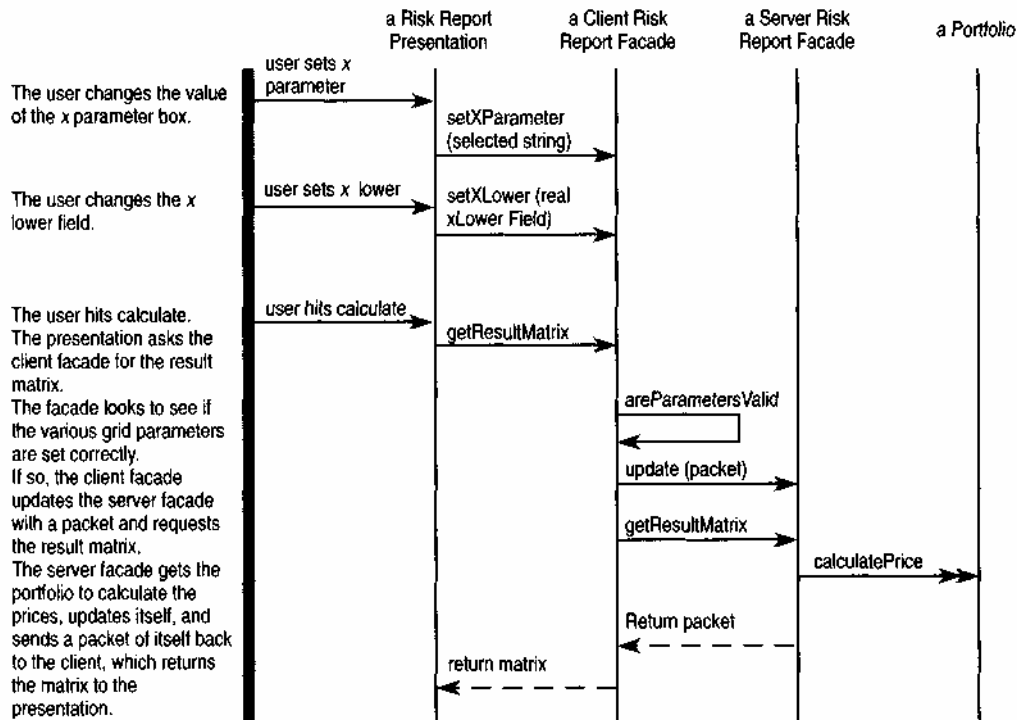 a Risk Report
Presentation
a Client Risk
Report Facade
a Server Risk
Report Facade
a Portfolio
The user changes the value
of the x parameter box.
user sets x
parameter
setXParameter
(selected string)
The user changes the x
lower field.
user sets x lower
setXLower (real
xLower Field)
The user hits calculate.
The presentation asks the
client facade for the result
matrix.
The facade looks to see if
the various grid parameters
are set correctly.
If so, the client facade
updates the server facade
with a packet and requests
the result matrix.
The server facade gets the
portfolio to calculate the
prices, updates itself, and
sends a packet of itself back
to the client, which returns
the matrix to the
presentation.
user hits calculate
getResultMatrix
areParametersValid
update (packet)
getResultMatrix
calculatePrice
Return packet
return matrix